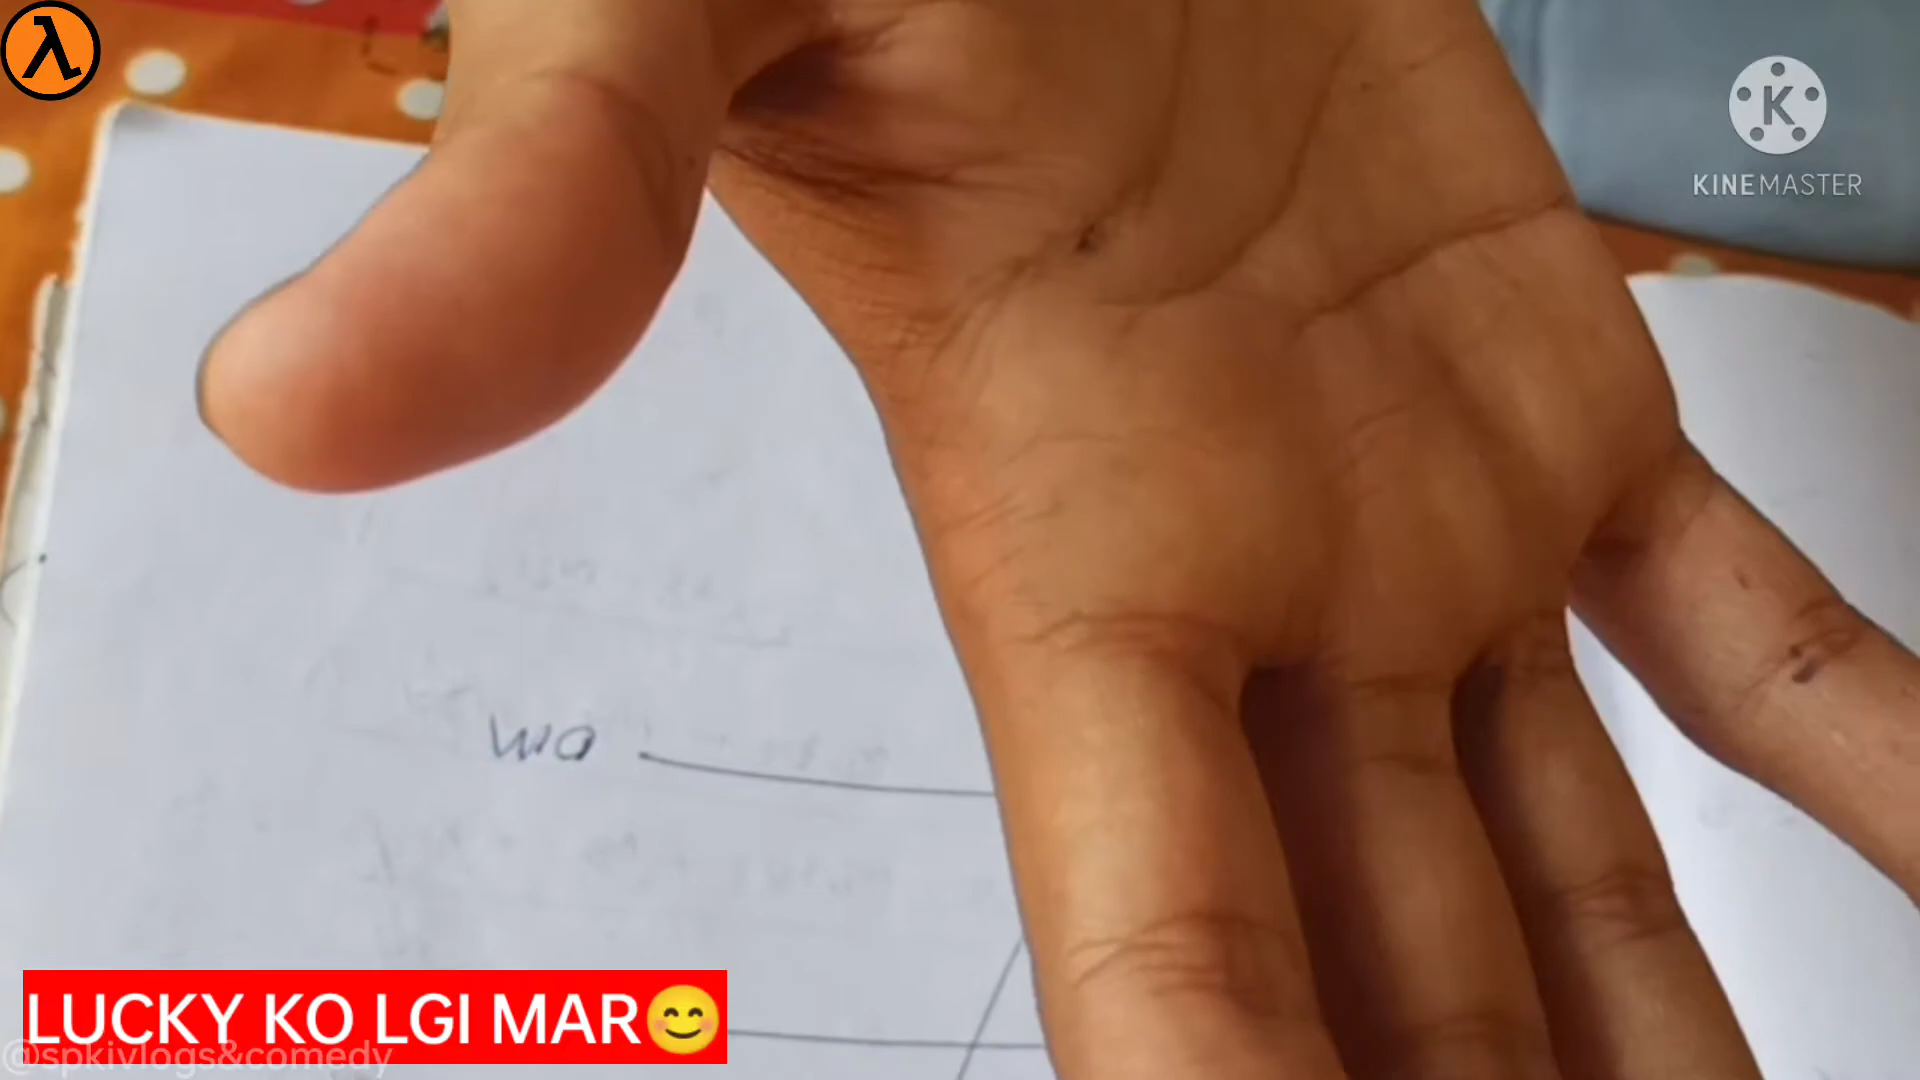 λ
KINEMASTER
wa
LUCKY KO LGI MAR😊
@spkivlogs&comedy